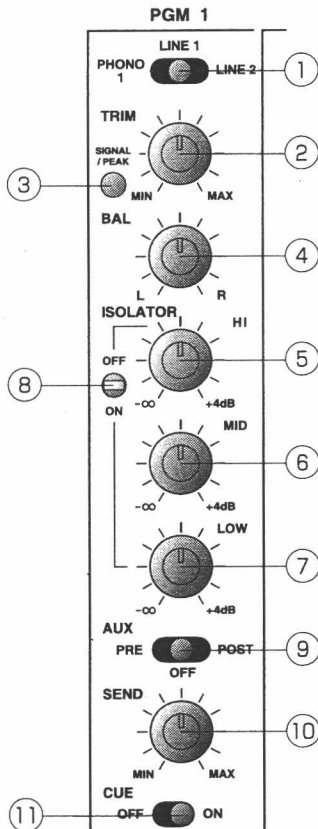 PGM 1
LINE 1
PHONO 1
LINE 2
①
TRIM
SIGNAL / PEAK
②
③
MIN
MAX
BAL
④
L
R
ISOLATOR
HI
OFF
⑤
⑧
ON
-∞
+4dB
MID
⑥
-∞
+4dB
LOW
⑦
-∞
+4dB
AUX
PRE
POST
⑨
OFF
SEND
⑩
MIN
MAX
CUE
⑪
OFF
ON